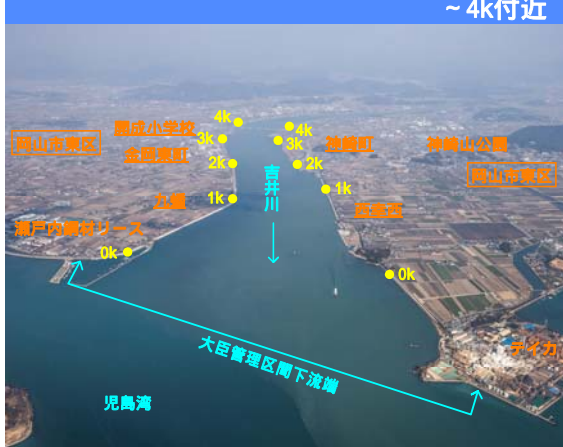 ~4k付近
4k
開成小学校
4k
3k
3k
神崎町
神崎山公園
岡山市東区
金岡東町
2k
2k
吉井川
岡山市東区
1k
1k
九蟠
西幸西
瀬戸内鋼材リース
0k
0k
大臣管理区間下流端
テイカ
児島湾